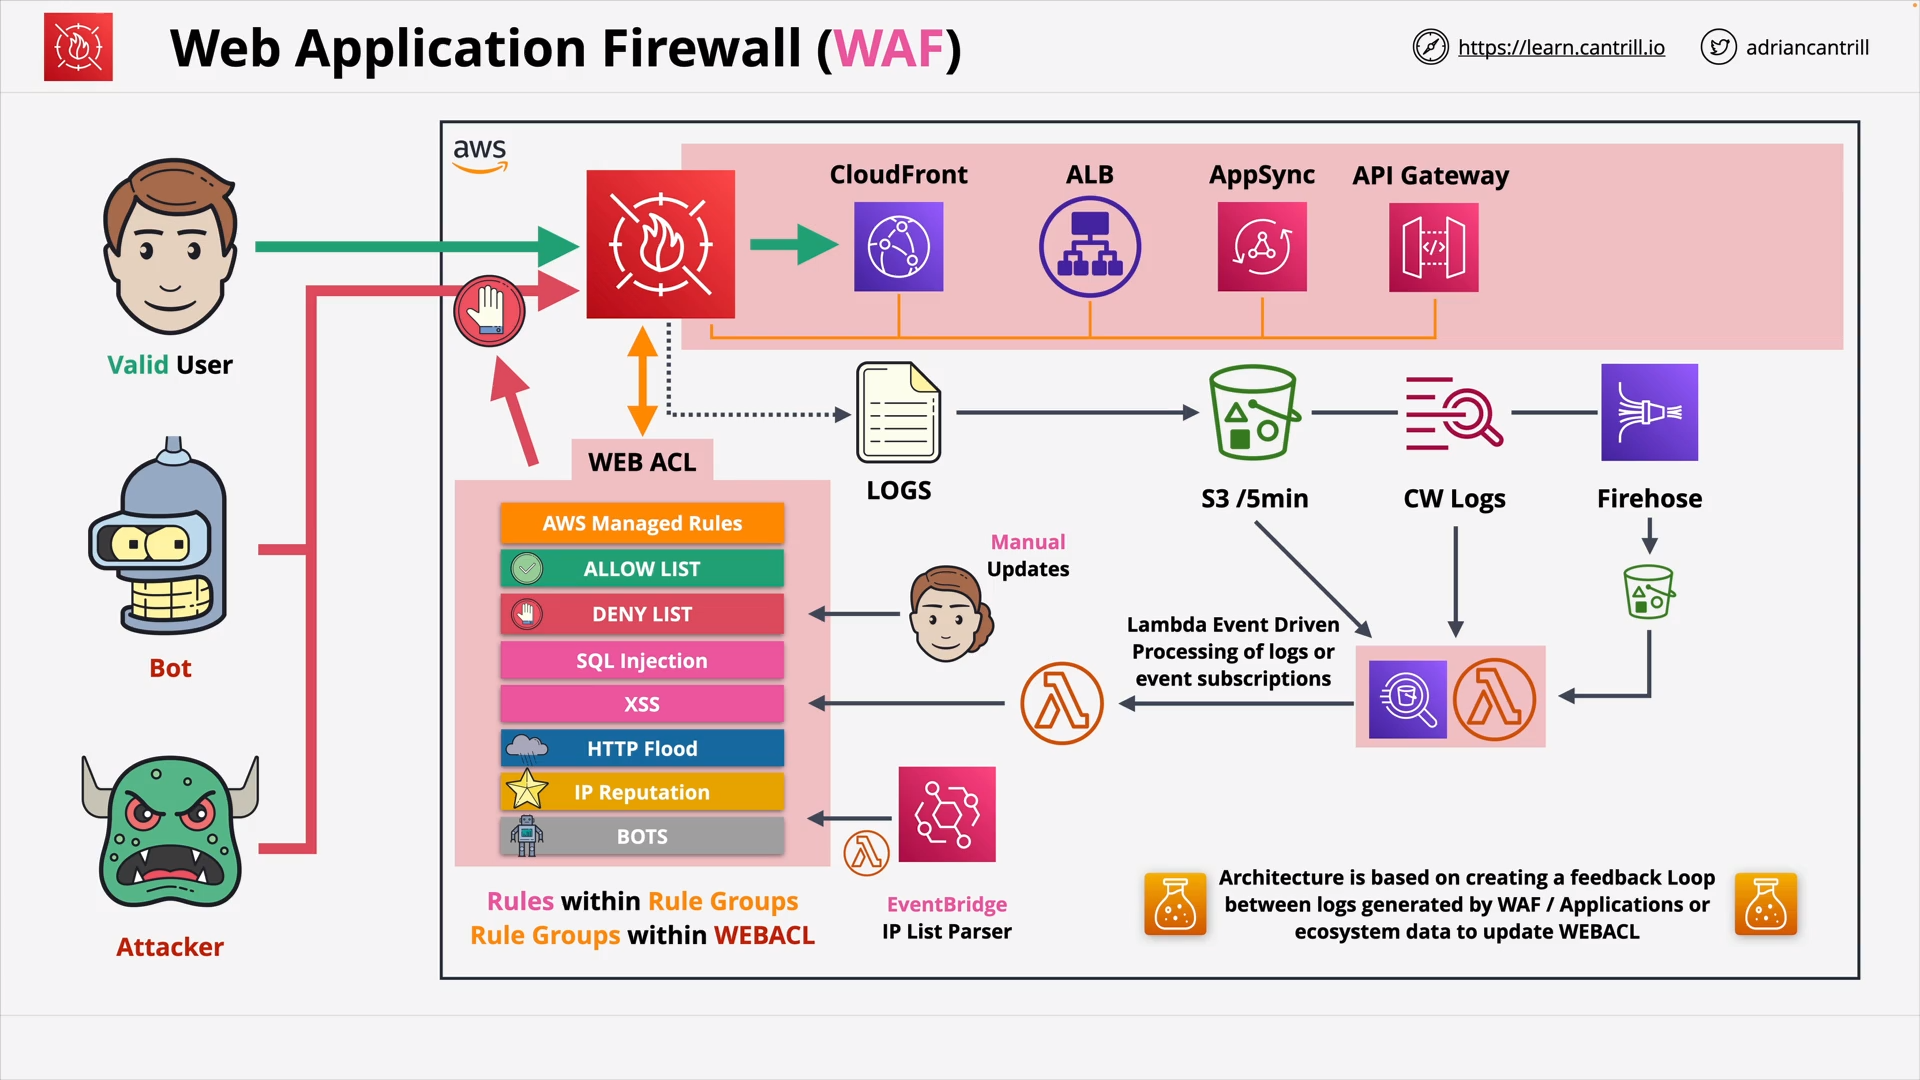 Web Application Firewall (WAF)
https://learn.cantrill.io
adriancantrill
aws
CloudFront
ALB
AppSync
API Gateway
Valid User
WEB ACL
LOGS
S3 /5min
CW Logs
Firehose
AWS Managed Rules
ALLOW LIST
DENY LIST
SQL Injection
XSS
HTTP Flood
IP Reputation
BOTS
Manual
Updates
Lambda Event Driven
Processing of logs or
event subscriptions
Bot
Attacker
Rules within Rule Groups
Rule Groups within WEBACL
EventBridge
IP List Parser
Architecture is based on creating a feedback Loop
between logs generated by WAF / Applications or
ecosystem data to update WEBACL